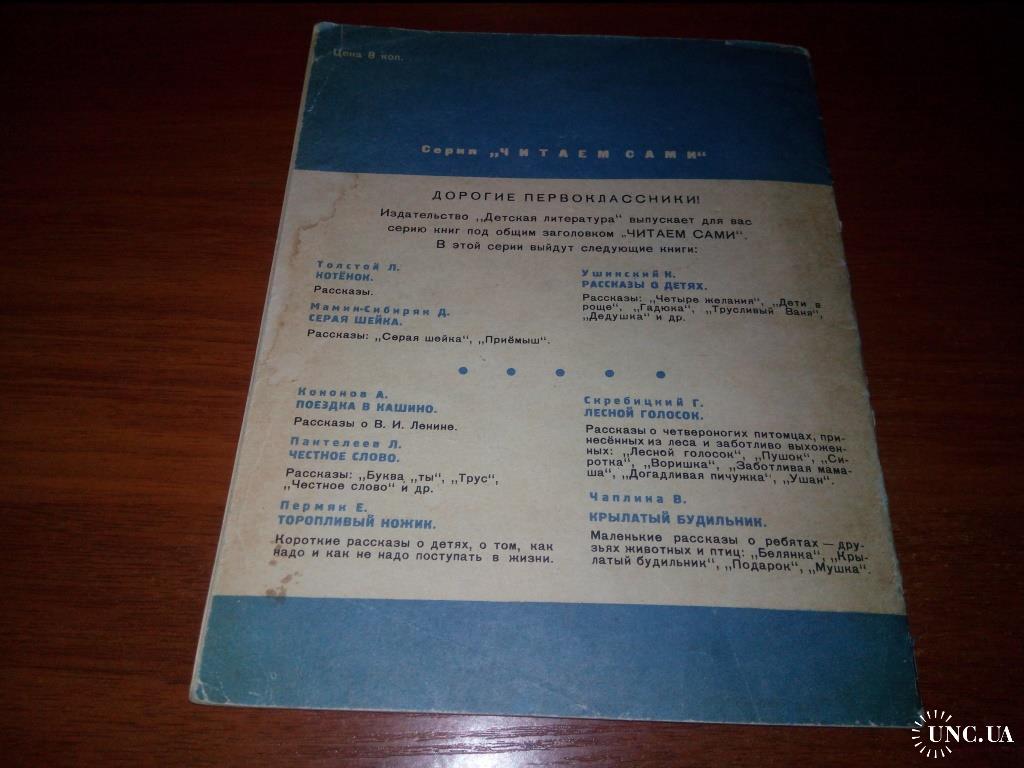 Цена 8 коп.
Серия „ЧИТАЕМ САМИ“
ДОРОГИЕ ПЕРВОКЛАССНИКИ!
Издательство „Детская литература“ выпускает для вас
серию книг под общим заголовком „ЧИТАЕМ САМИ“.
В этой серии выйдут следующие книги:
Толстой Л.
КОТЁНОК.
Рассказы.
Мамин-Сибиряк Д.
СЕРАЯ ШЕЙКА.
Рассказы: „Серая шейка“, „Приёмыш“.
Ушинский К.
РАССКАЗЫ О ДЕТЯХ.
Рассказы: „Четыре желания“, „Дети в
роще“, „Гадюка“, „Трусливый Ваня“,
„Дедушка“ и др.
Кононов А.
ПОЕЗДКА В КАШИНО.
Рассказы о В. И. Ленине.
Пантелеев Л.
ЧЕСТНОЕ СЛОВО.
Рассказы: „Буква „ты“, „Трус“,
„Честное слово“ и др.
Пермяк Е.
ТОРОПЛИВЫЙ НОЖИК.
Короткие рассказы о детях, о том, как
надо и как не надо поступать в жизни.
Скребицкий Г.
ЛЕСНОЙ ГОЛОСОК.
Рассказы о четвероногих питомцах, при-
несённых из леса и заботливо выхожен-
ных: „Лесной голосок“, „Пушок“, „Си-
ротка“, „Воришка“, „Заботливая мама-
ша“, „Догадливая пичужка“, „Ушан“.
Чаплина В.
КРЫЛАТЫЙ БУДИЛЬНИК.
Маленькие рассказы о ребятах — дру-
зьях животных и птиц: „Белянка“, „Кры-
латый будильник“, „Подарок“, „Мушка“.
UNC.UA